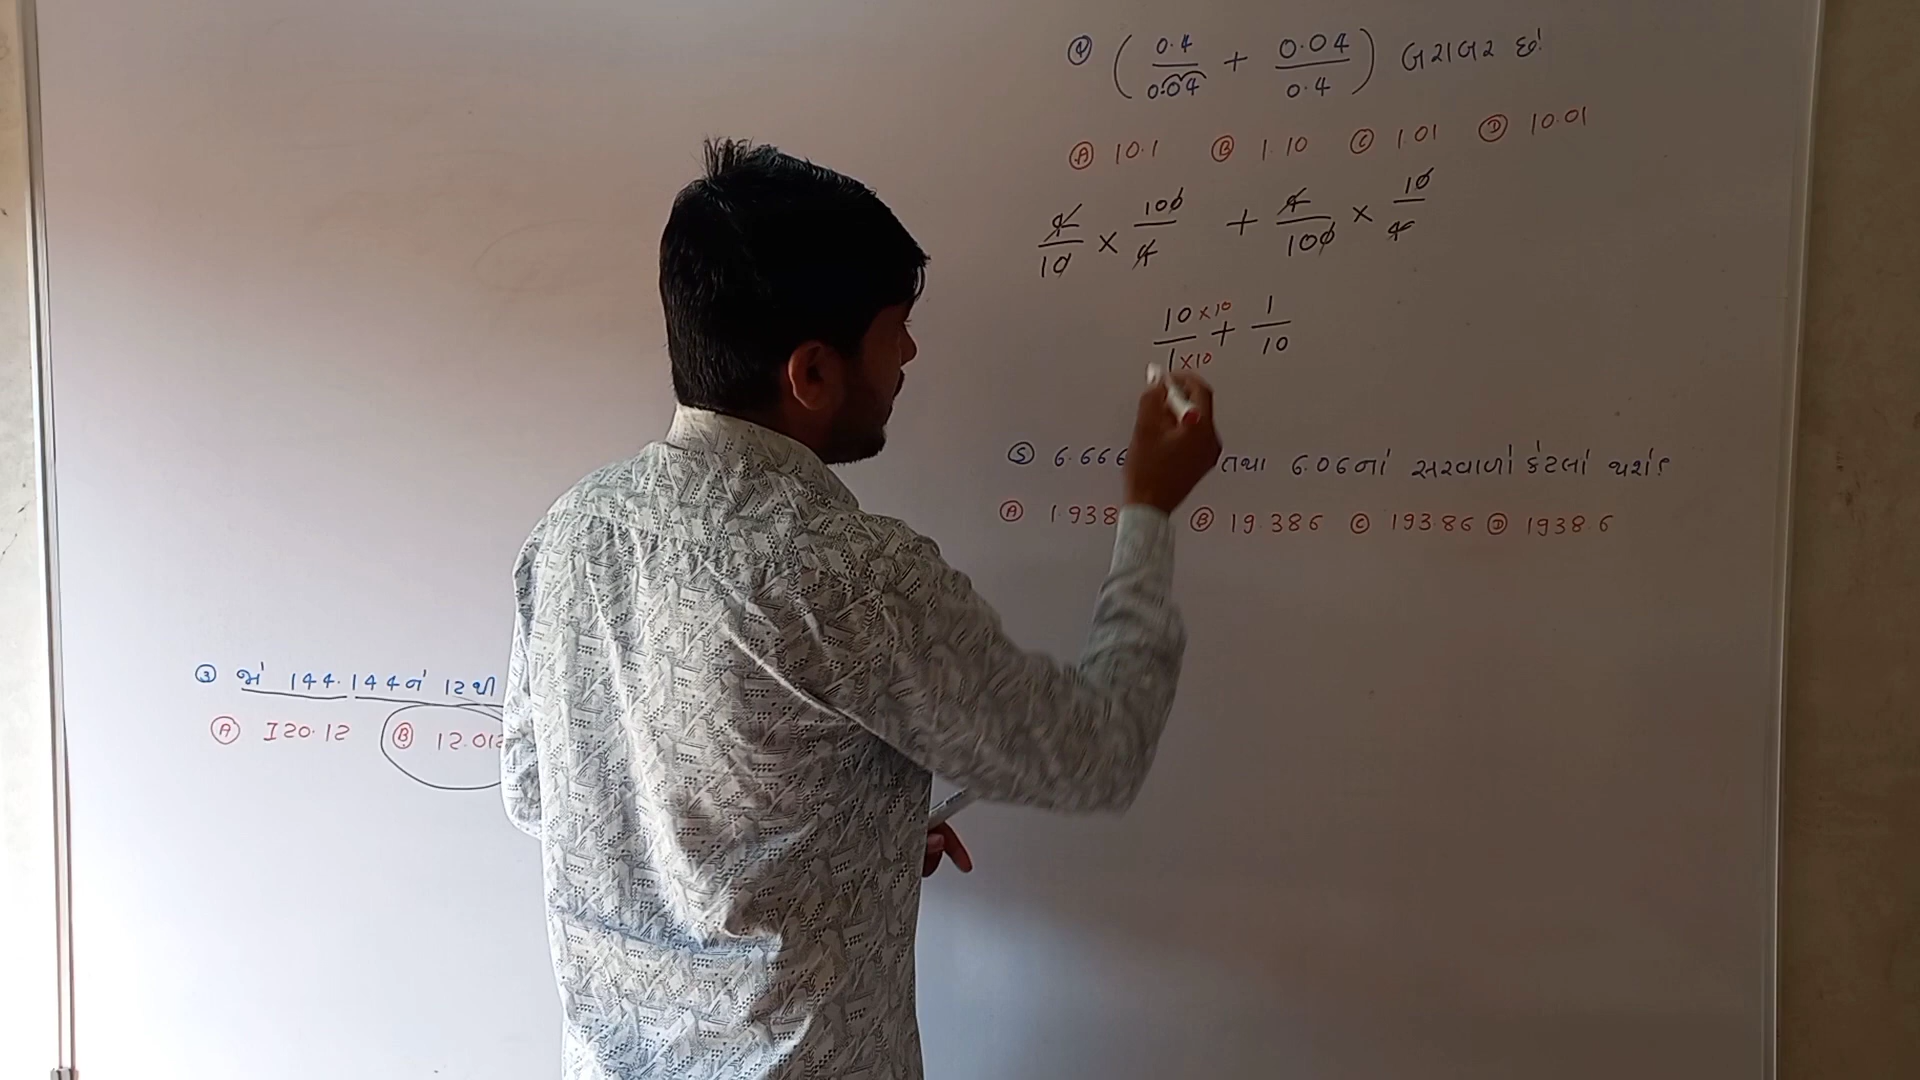 ④ ( 0.4 / 0.04 + 0.04 / 0.4 ) બરાબર છે!
Ⓐ 10.1 Ⓑ 1.10 Ⓒ 1.01 Ⓓ 10.01
4/10 × 100/4 + 4/100 × 10/4
10×10 / 1×10 + 1/10
૫ 6.666 તથા 6.06નો સરવાળો કેટલો થશે?
Ⓐ 1.938 Ⓑ 19.386 Ⓒ 193.86 Ⓓ 1938.6
③ જો 144.144ને 12થી
Ⓐ 120.12 Ⓑ 12.012